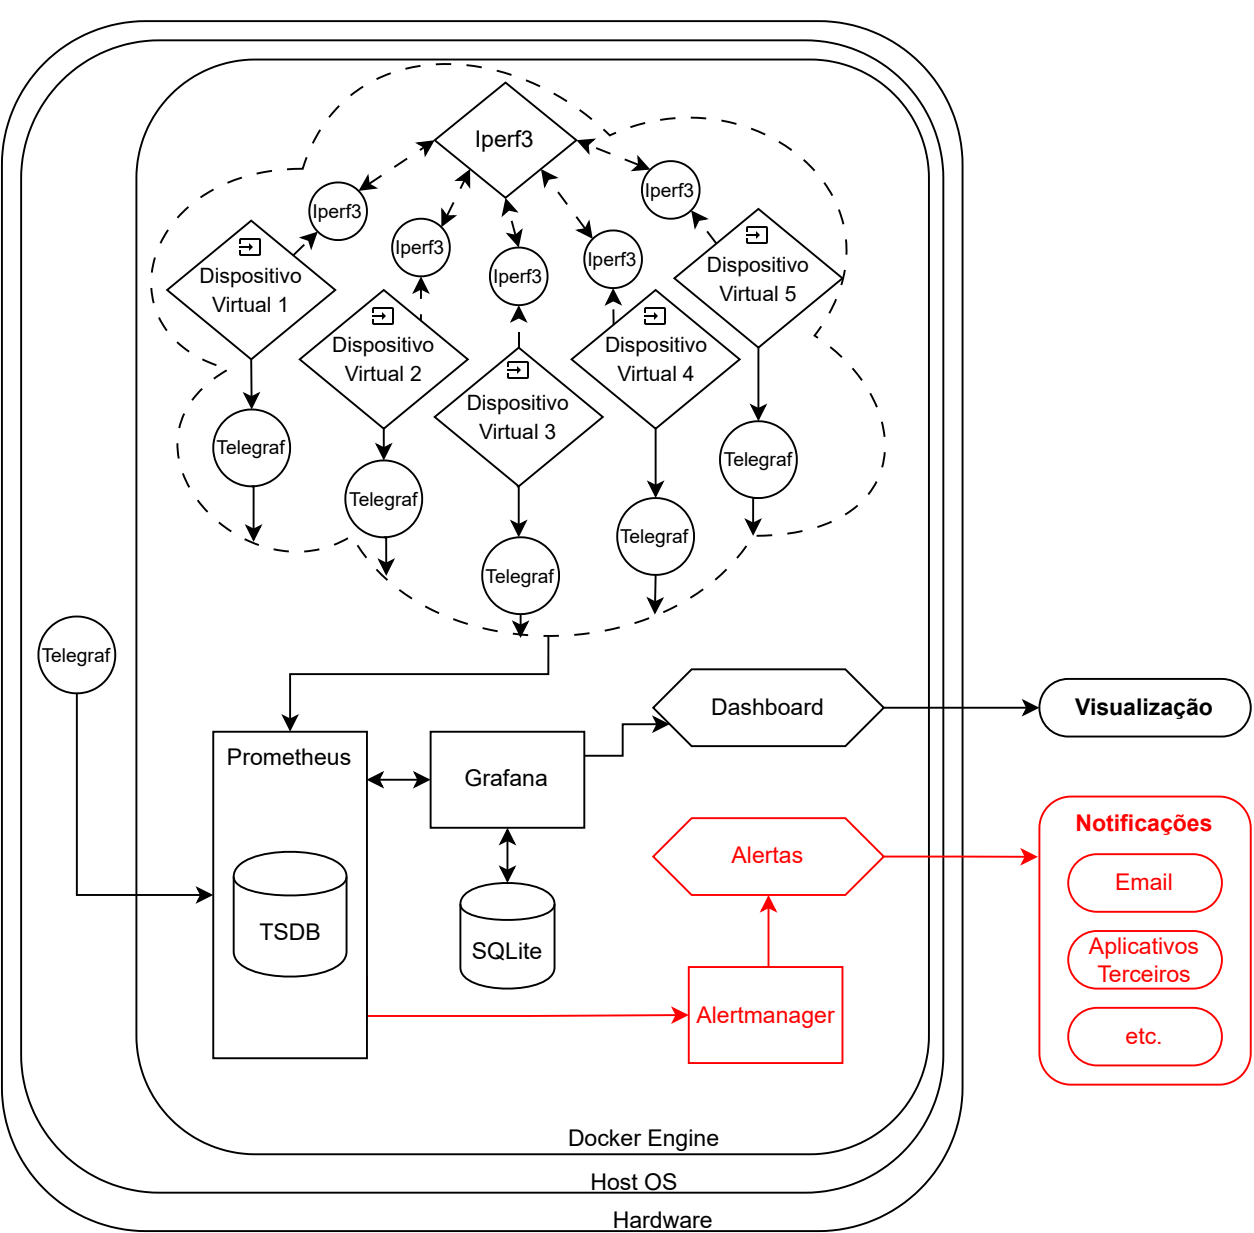 Iperf3
Iperf3
Iperf3
Iperf3
Iperf3
Iperf3
Dispositivo
Virtual 1
Dispositivo
Virtual 2
Dispositivo
Virtual 3
Dispositivo
Virtual 4
Dispositivo
Virtual 5
Telegraf
Telegraf
Telegraf
Telegraf
Telegraf
Telegraf
Prometheus
TSDB
Grafana
SQLite
Dashboard
Visualização
Alertas
Alertmanager
Notificações
Email
Aplicativos
Terceiros
etc.
Docker Engine
Host OS
Hardware